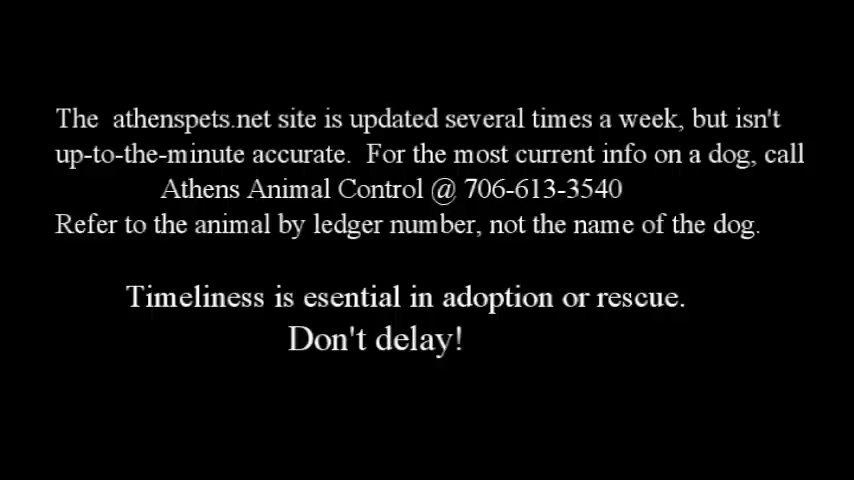 The  athenspets.net site is updated several times a week, but isn't
up-to-the-minute accurate.  For the most current info on a dog, call
Athens Animal Control @ 706-613-3540
Refer to the animal by ledger number, not the name of the dog.
Timeliness is esential in adoption or rescue.
Don't delay!